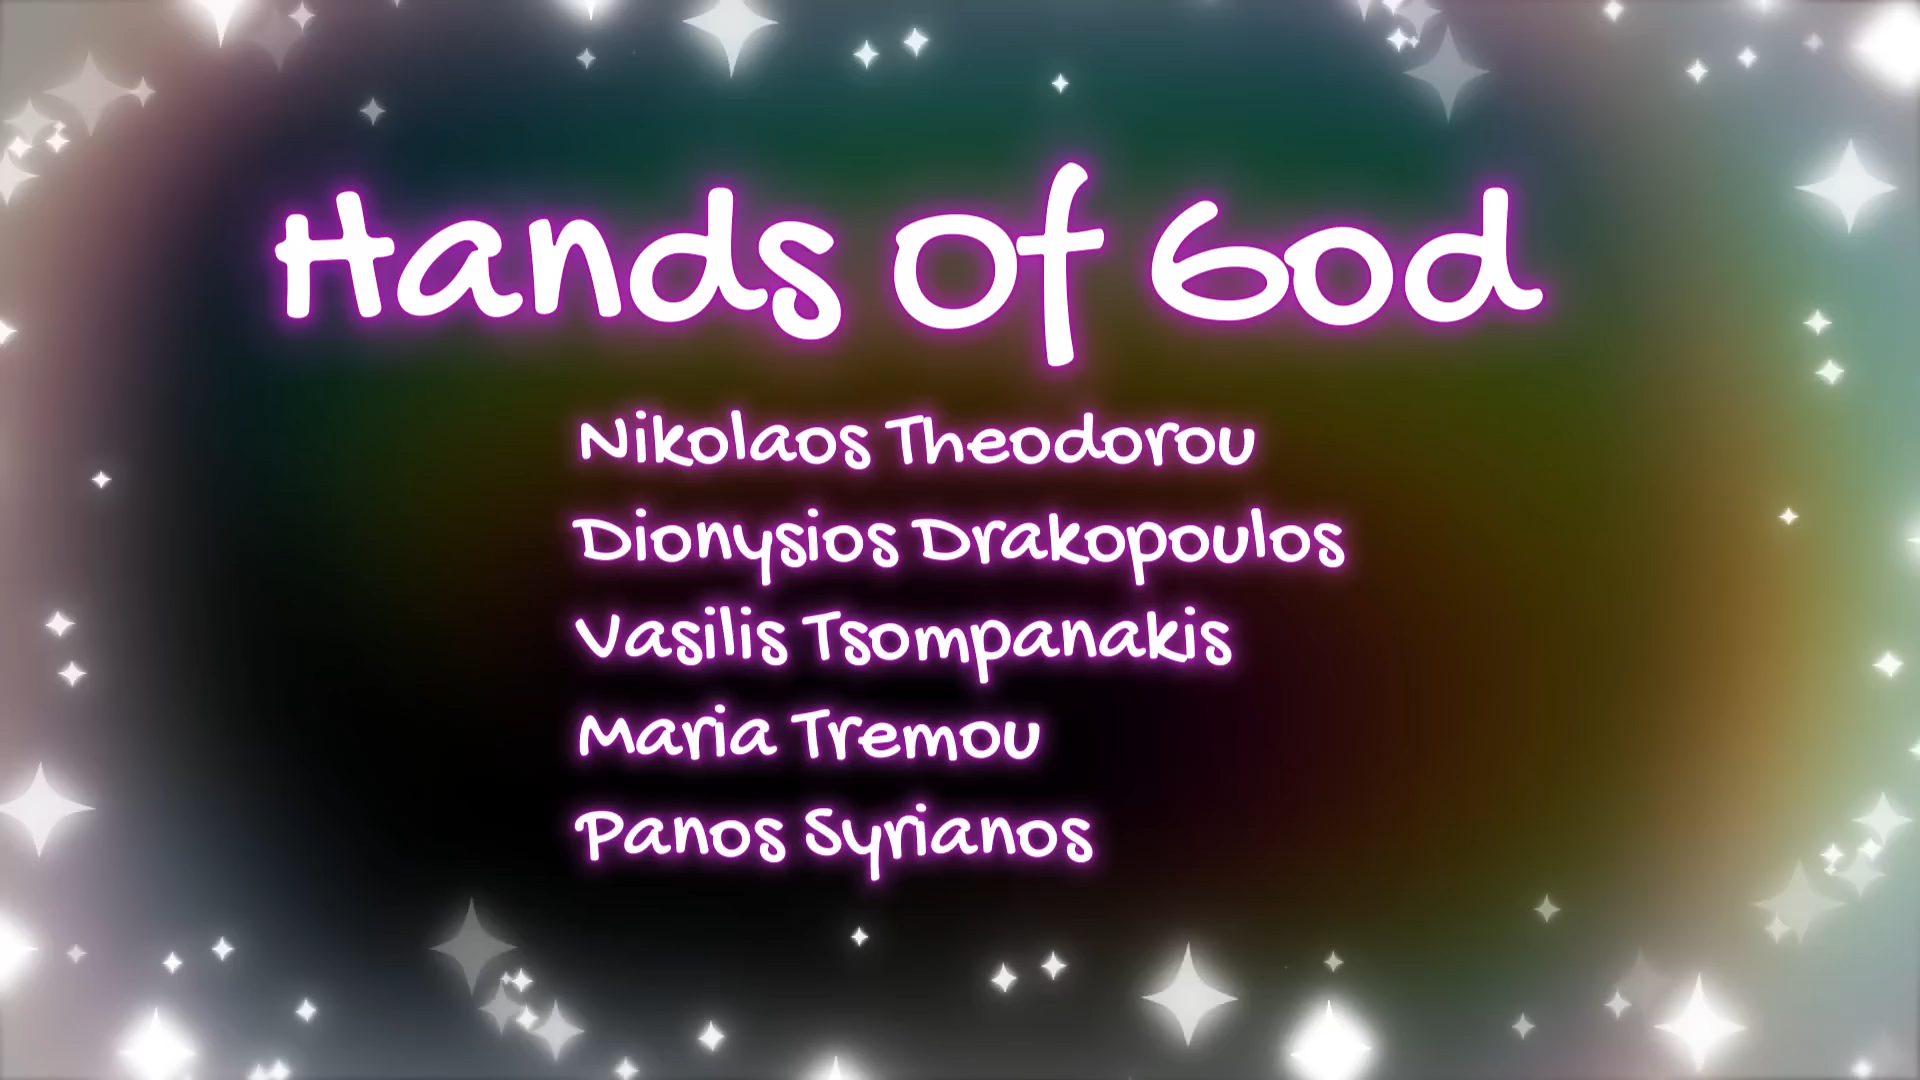 Hands Of God
Nikolaos Theodorou
Dionysios Drakopoulos
Vasilis Tsompanakis
Maria Tremou
Panos Syrianos